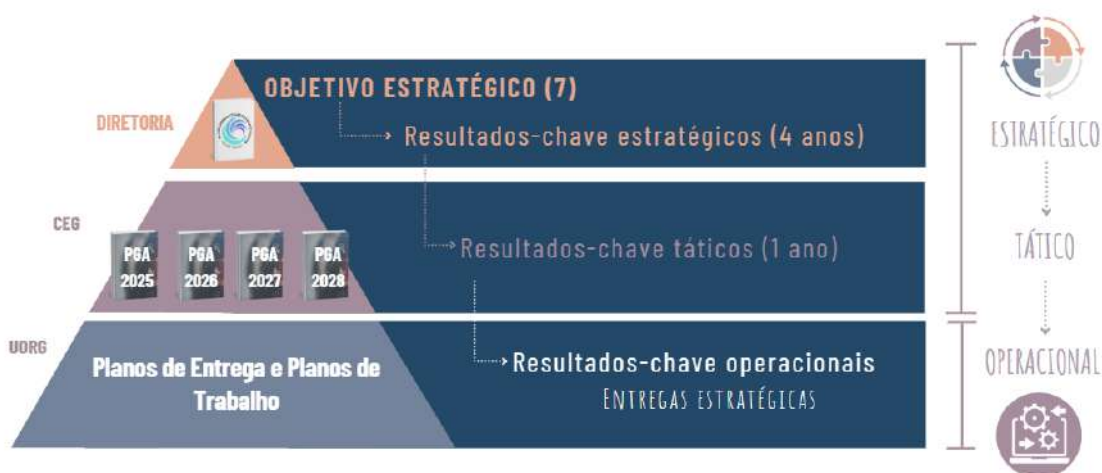 DIRETORIA
OBJETIVO ESTRATÉGICO (7)
Resultados-chave estratégicos (4 anos)
CEG
PGA
2025
PGA
2026
PGA
2027
PGA
2028
Resultados-chave táticos (1 ano)
UORG
Planos de Entrega e Planos de
Trabalho
Resultados-chave operacionais
ENTREGAS ESTRATÉGICAS
ESTRATÉGICO
TÁTICO
OPERACIONAL